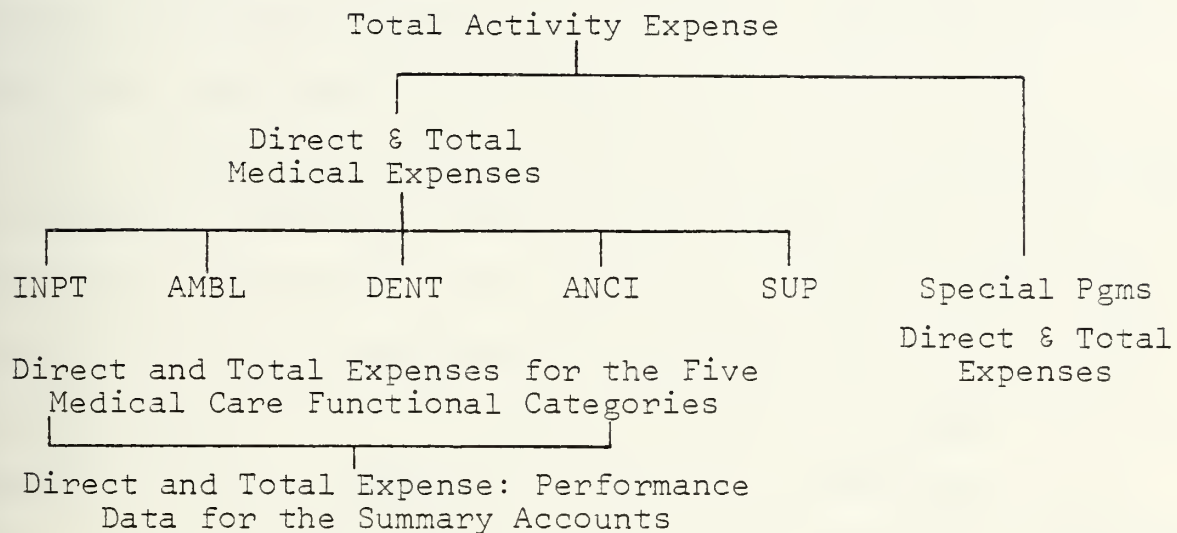 Total Activity Expense
Direct & Total
Medical Expenses
INPT AMBL DENT ANCI SUP Special Pgms
Direct & Total
Expenses
Direct and Total Expenses for the Five
Medical Care Functional Categories
Direct and Total Expense: Performance
Data for the Summary Accounts